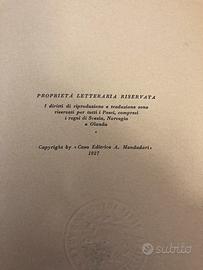 PROPRIETÀ LETTERARIA RISERVATA
I diritti di riproduzione e traduzione sono
riservati per tutti i Paesi, compresi
i regni di Svezia, Norvegia
e Olanda
*
Copyright by «Casa Editrice A. Mondadori»
1927
subito